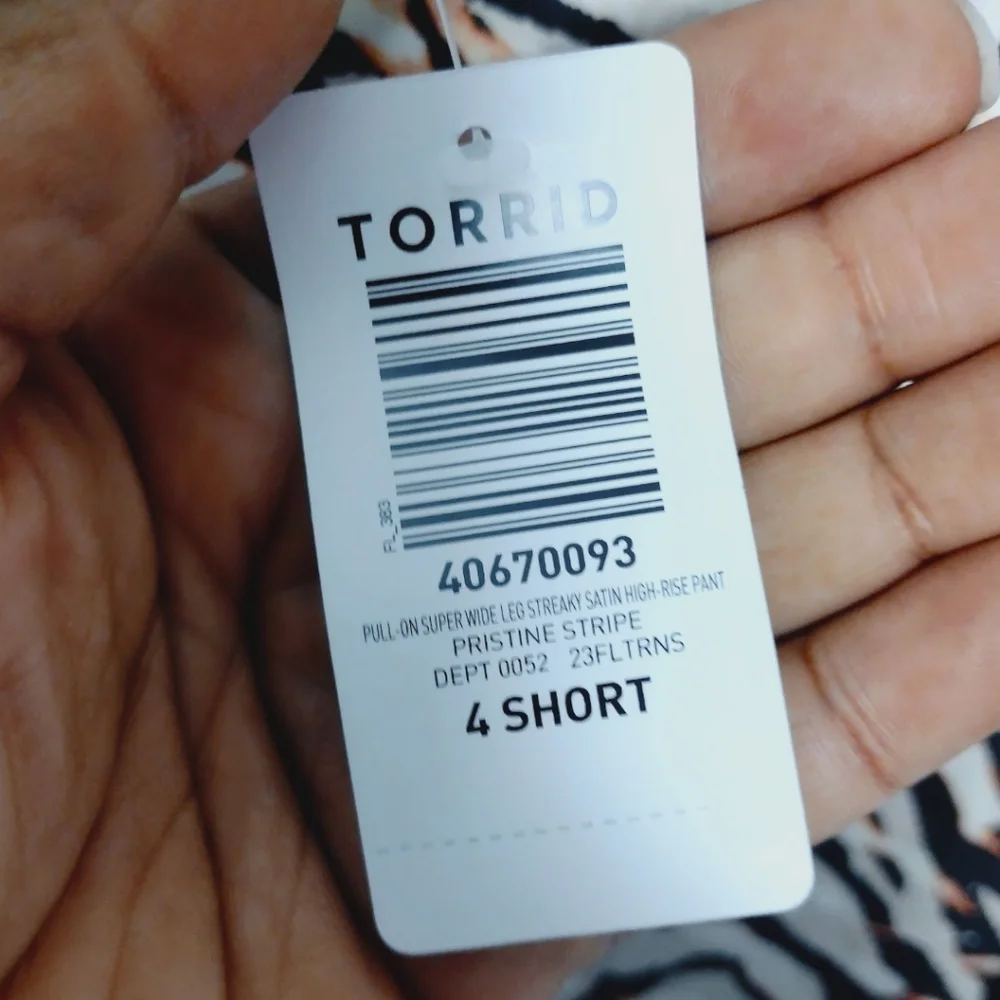 TORRID
FL_383
40670093
PULL-ON SUPER WIDE LEG STREAKY SATIN HIGH-RISE PANT
PRISTINE STRIPE
DEPT 0052 23FLTRNS
4 SHORT